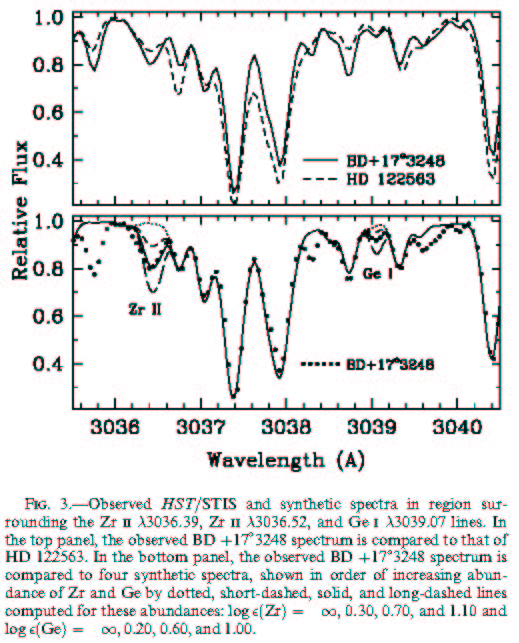 1.0
0.8
0.6
0.4
BD+17°3248
HD 122563
Relative Flux
1.0
0.8
0.6
0.4
Zr II
Ge I
BD+17°3248
3036 3037 3038 3039 3040
Wavelength (A)
FIG. 3.—Observed HST/STIS and synthetic spectra in region sur-
rounding the Zr II λ3036.39, Zr II λ3036.52, and Ge I λ3039.07 lines. In
the top panel, the observed BD +17°3248 spectrum is compared to that of
HD 122563. In the bottom panel, the observed BD +17°3248 spectrum is
compared to four synthetic spectra, shown in order of increasing abun-
dance of Zr and Ge by dotted, short-dashed, solid, and long-dashed lines
computed for these abundances: log ϵ(Zr) = ∞, 0.30, 0.70, and 1.10 and
log ϵ(Ge) = ∞, 0.20, 0.60, and 1.00.